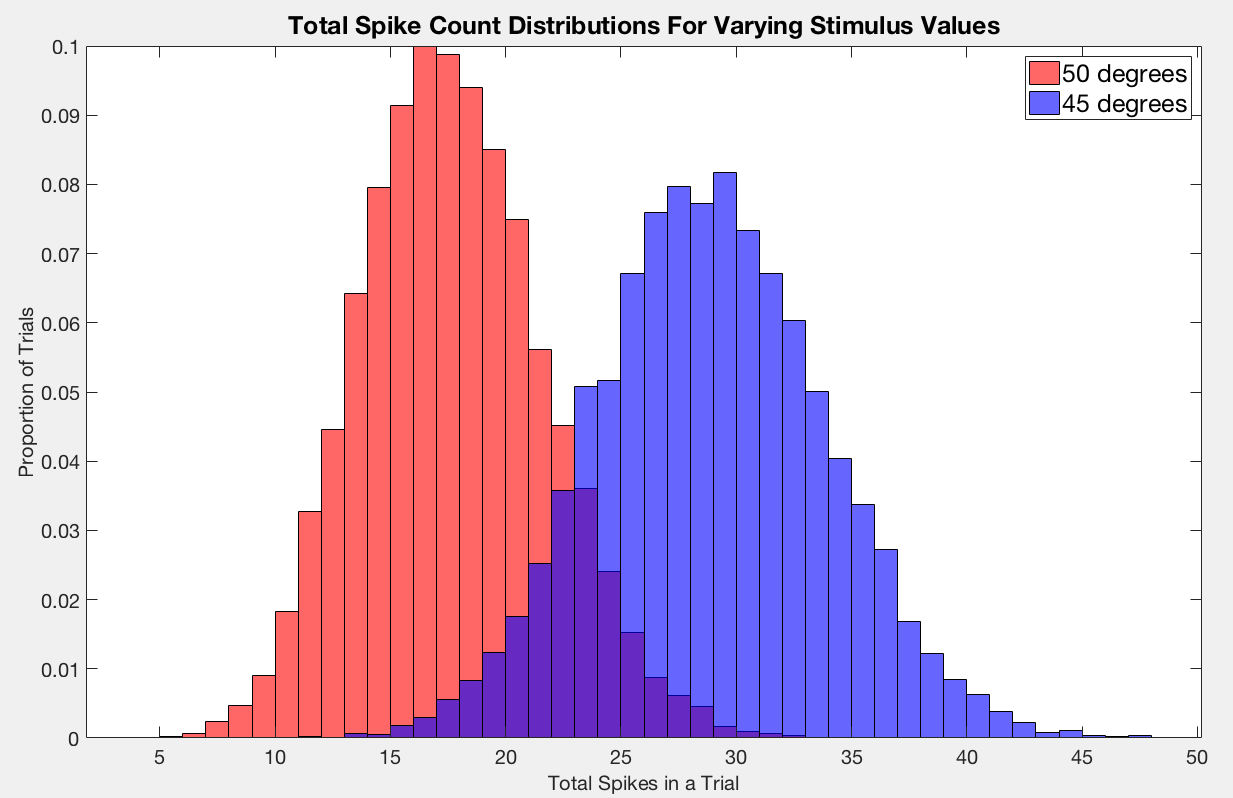 Total Spike Count Distributions For Varying Stimulus Values
50 degrees
45 degrees
0.1
0.09
0.08
0.07
0.06
0.05
0.04
0.03
0.02
0.01
0
Proportion of Trials
5 10 15 20 25 30 35 40 45 50
Total Spikes in a Trial